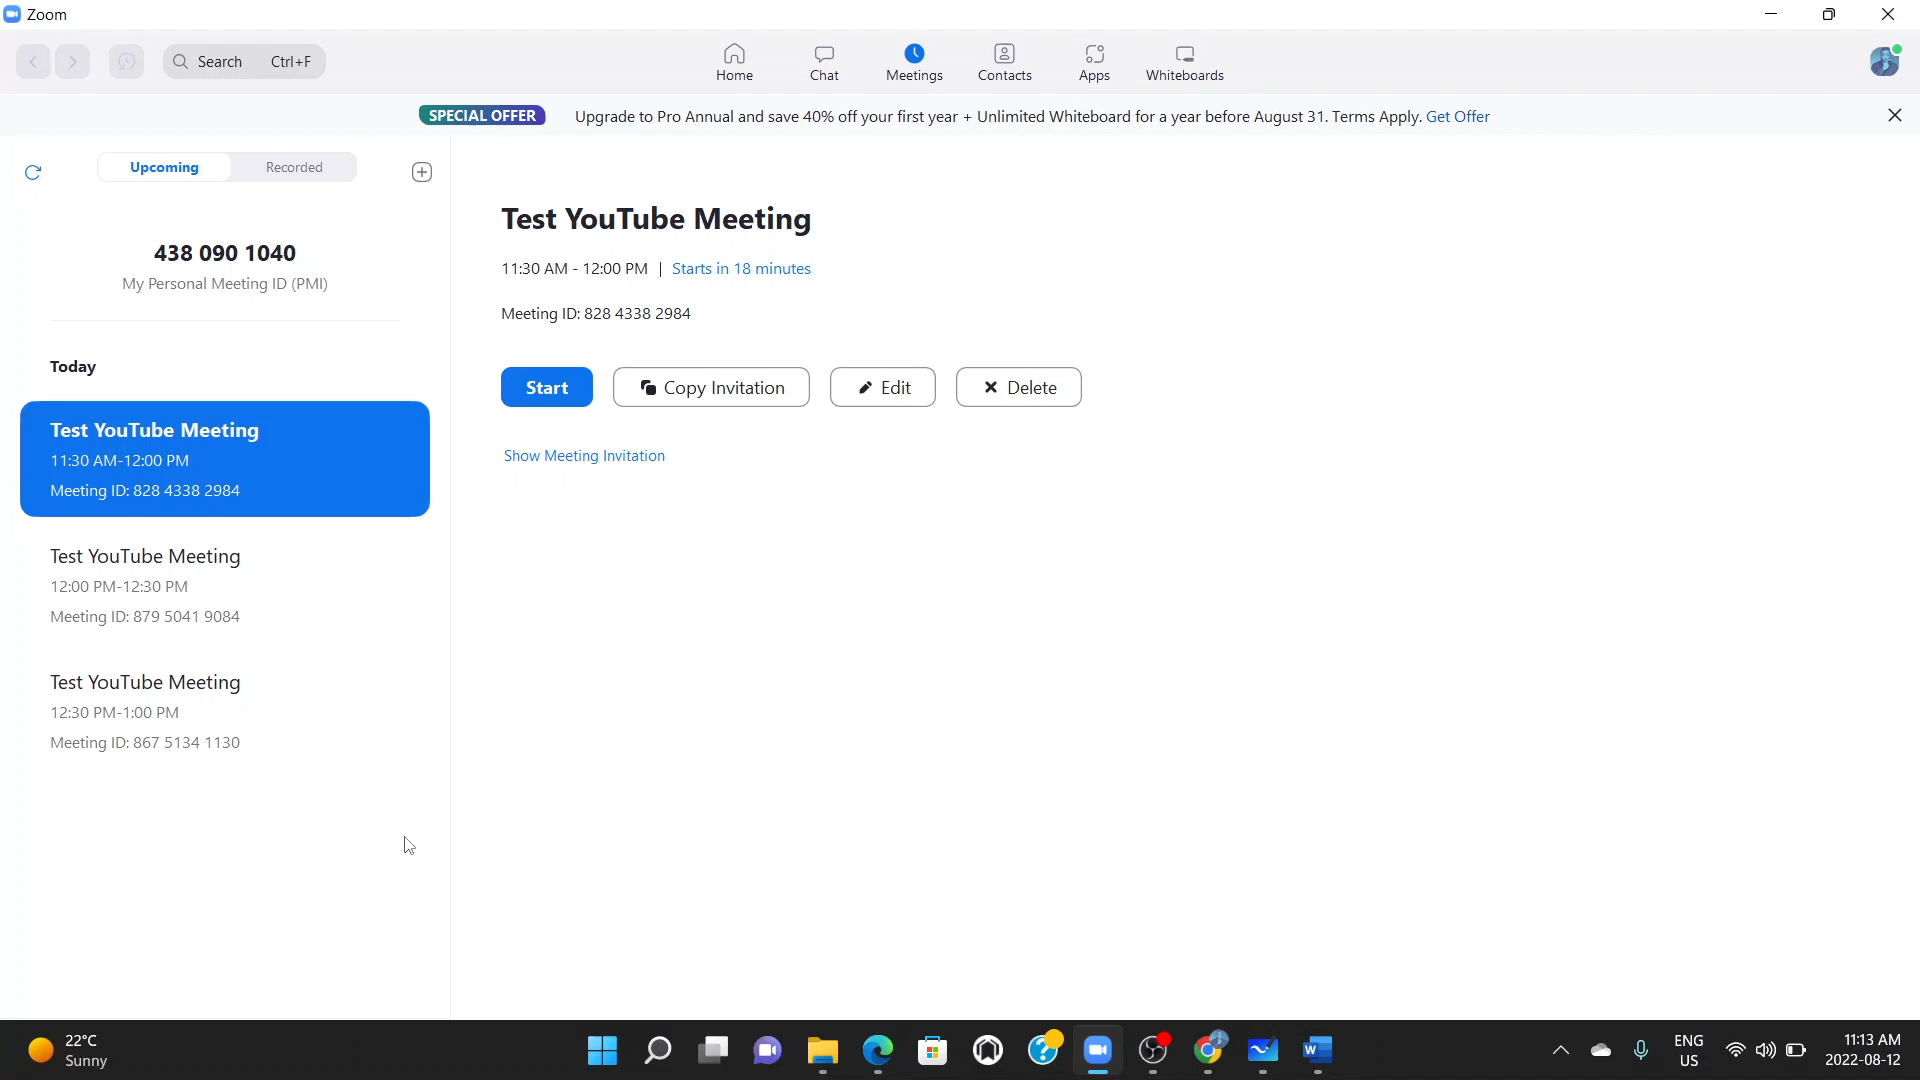 Zoom
Search Ctrl+F
Home
Chat
Meetings
Contacts
Apps
Whiteboards
SPECIAL OFFER Upgrade to Pro Annual and save 40% off your first year + Unlimited Whiteboard for a year before August 31. Terms Apply. Get Offer
Upcoming
Recorded
438 090 1040
My Personal Meeting ID (PMI)
Today
Test YouTube Meeting
11:30 AM-12:00 PM
Meeting ID: 828 4338 2984
Test YouTube Meeting
12:00 PM-12:30 PM
Meeting ID: 879 5041 9084
Test YouTube Meeting
12:30 PM-1:00 PM
Meeting ID: 867 5134 1130
Test YouTube Meeting
11:30 AM - 12:00 PM | Starts in 18 minutes
Meeting ID: 828 4338 2984
Start
Copy Invitation
Edit
Delete
Show Meeting Invitation
22°C
Sunny
ENG
US
11:13 AM
2022-08-12